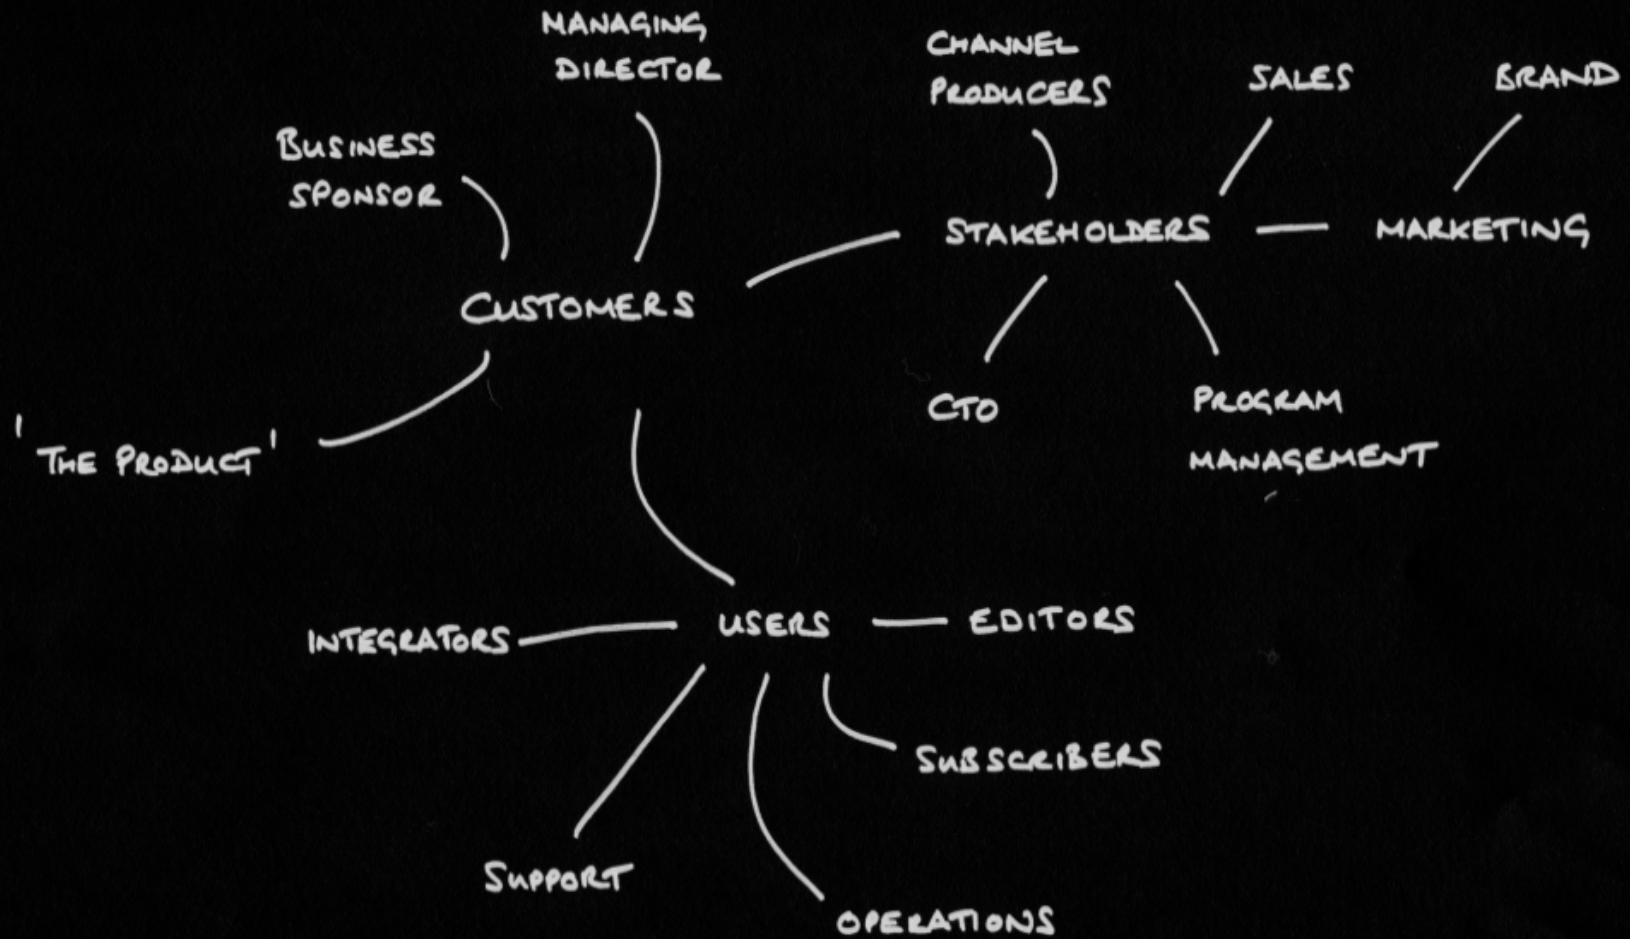 MANAGING
DIRECTOR
CHANNEL
PRODUCERS
SALES
BRAND
BUSINESS
SPONSOR
STAKEHOLDERS
MARKETING
CUSTOMERS
CTO
PROGRAM
MANAGEMENT
'THE PRODUCT'
INTEGRATORS
USERS
EDITORS
SUBSCRIBERS
SUPPORT
OPERATIONS